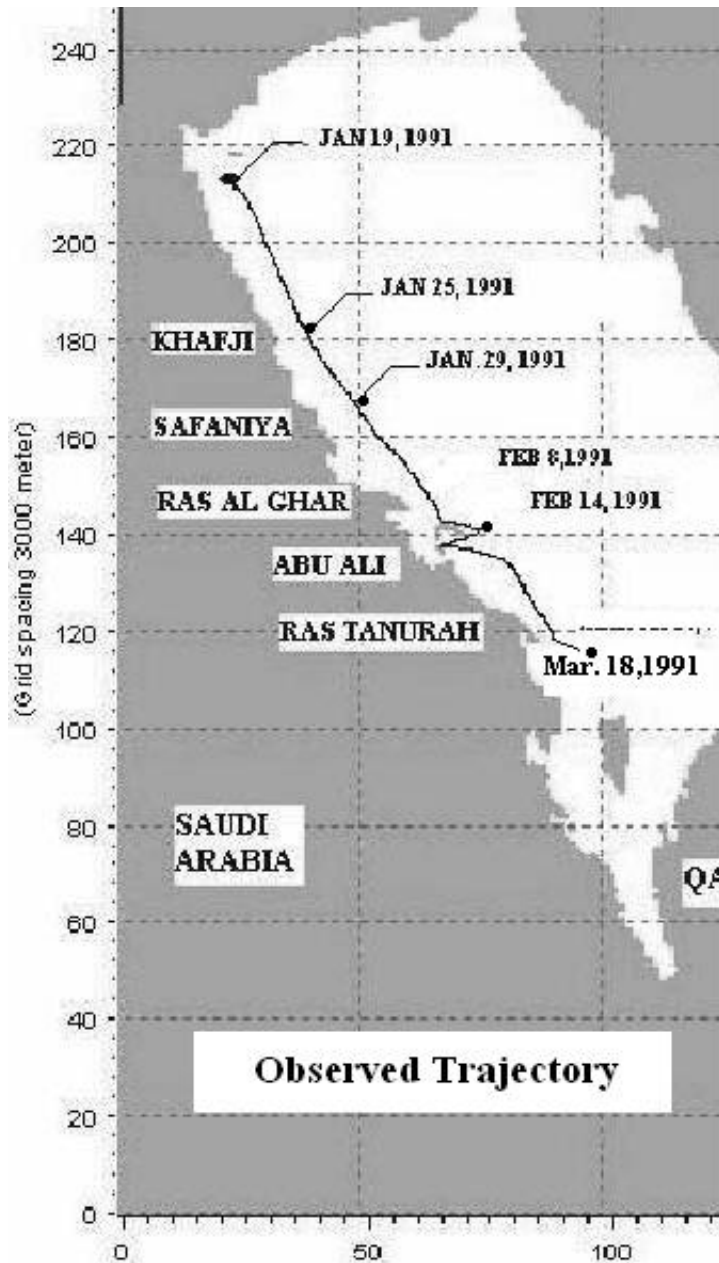 240
220
JAN 19, 1991
200
JAN 25, 1991
180
KHAFJI
JAN. 29, 1991
160
SAFANIYA
FEB 8,1991
RAS AL GHAR
FEB 14, 1991
140
ABU ALI
120
RAS TANURAH
Mar. 18,1991
(Grid spacing 3000 meter)
100
80
SAUDI
ARABIA
QA
60
40
Observed Trajectory
20
0
0 50 100